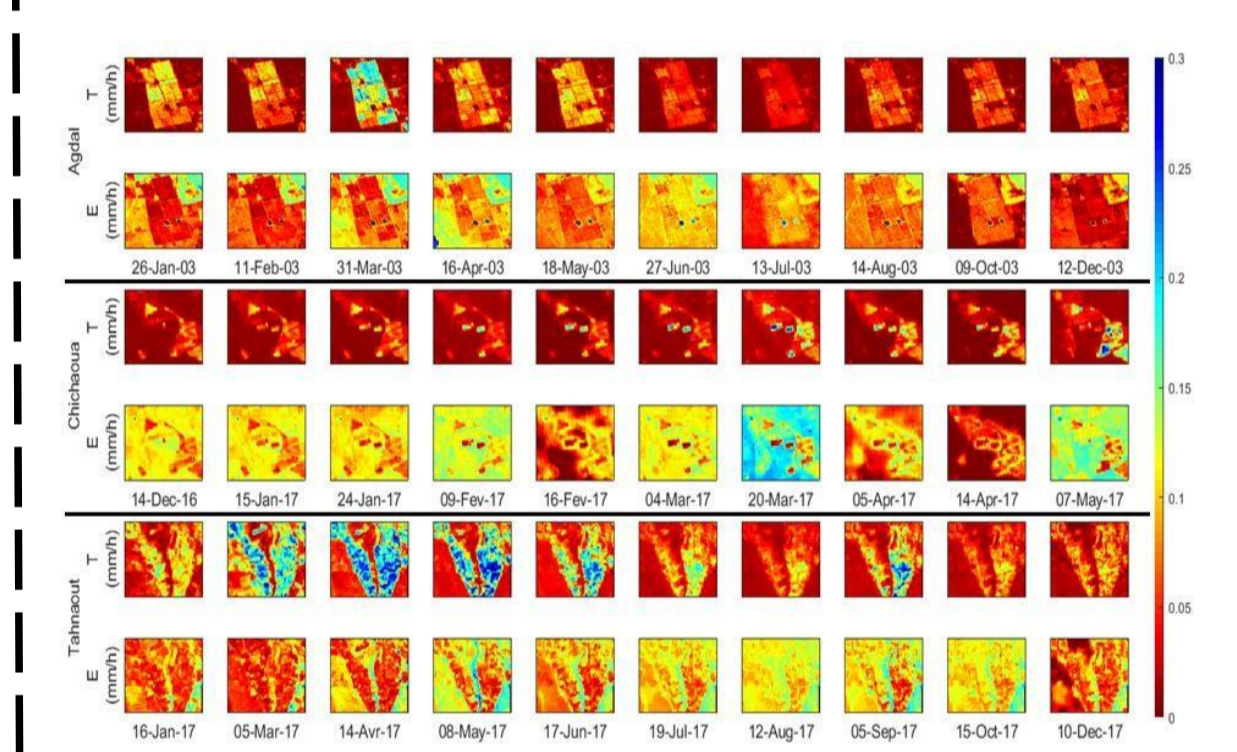 Agdal
T
(mm/h)
E
(mm/h)
26-Jan-03 11-Feb-03 31-Mar-03 16-Apr-03 18-May-03 27-Jun-03 13-Jul-03 14-Aug-03 09-Oct-03 12-Dec-03
Chichaoua
T
(mm/h)
E
(mm/h)
14-Dec-16 15-Jan-17 24-Jan-17 09-Fev-17 16-Fev-17 04-Mar-17 20-Mar-17 05-Apr-17 14-Apr-17 07-May-17
Tahnaout
T
(mm/h)
E
(mm/h)
16-Jan-17 05-Mar-17 14-Avr-17 08-May-17 17-Jun-17 19-Jul-17 12-Aug-17 05-Sep-17 15-Oct-17 10-Dec-17
0.3
0.25
0.2
0.15
0.1
0.05
0